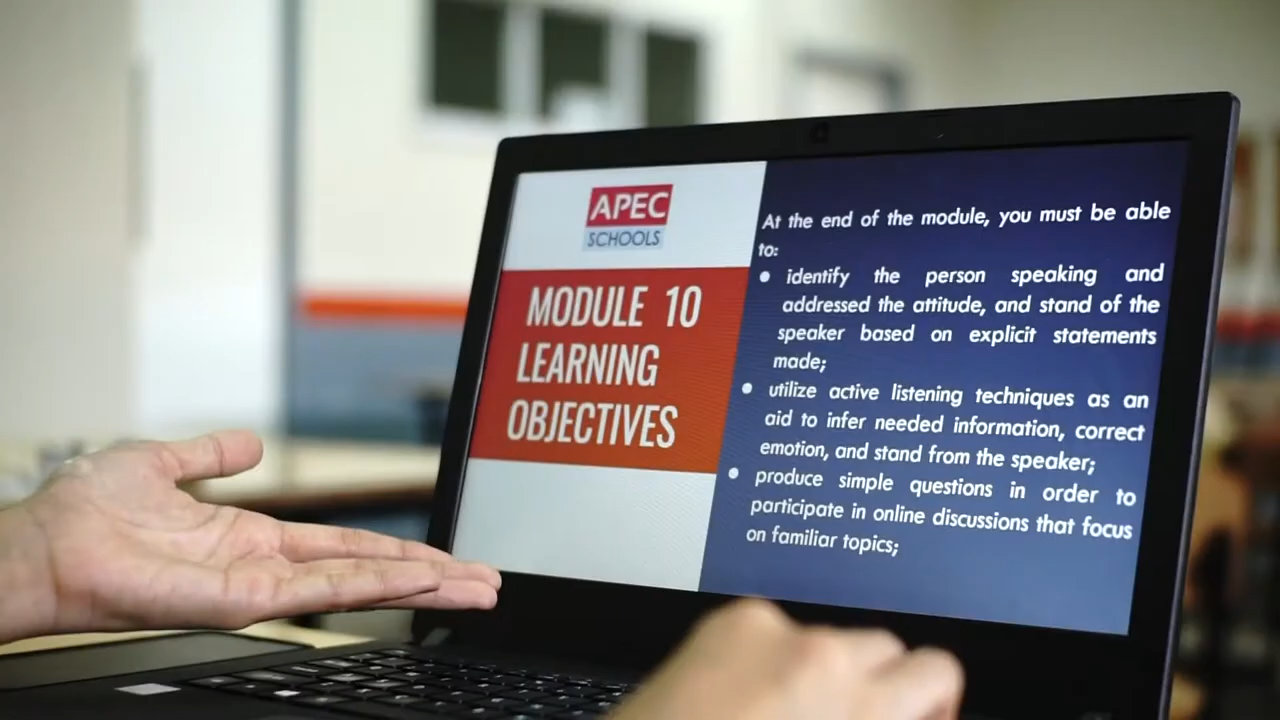 APEC
SCHOOLS
MODULE 10
LEARNING
OBJECTIVES
At the end of the module, you must be able
to:
• identify the person speaking and
addressed the attitude, and stand of the
speaker based on explicit statements
made;
• utilize active listening techniques as an
aid to infer needed information, correct
emotion, and stand from the speaker;
• produce simple questions in order to
participate in online discussions that focus
on familiar topics;